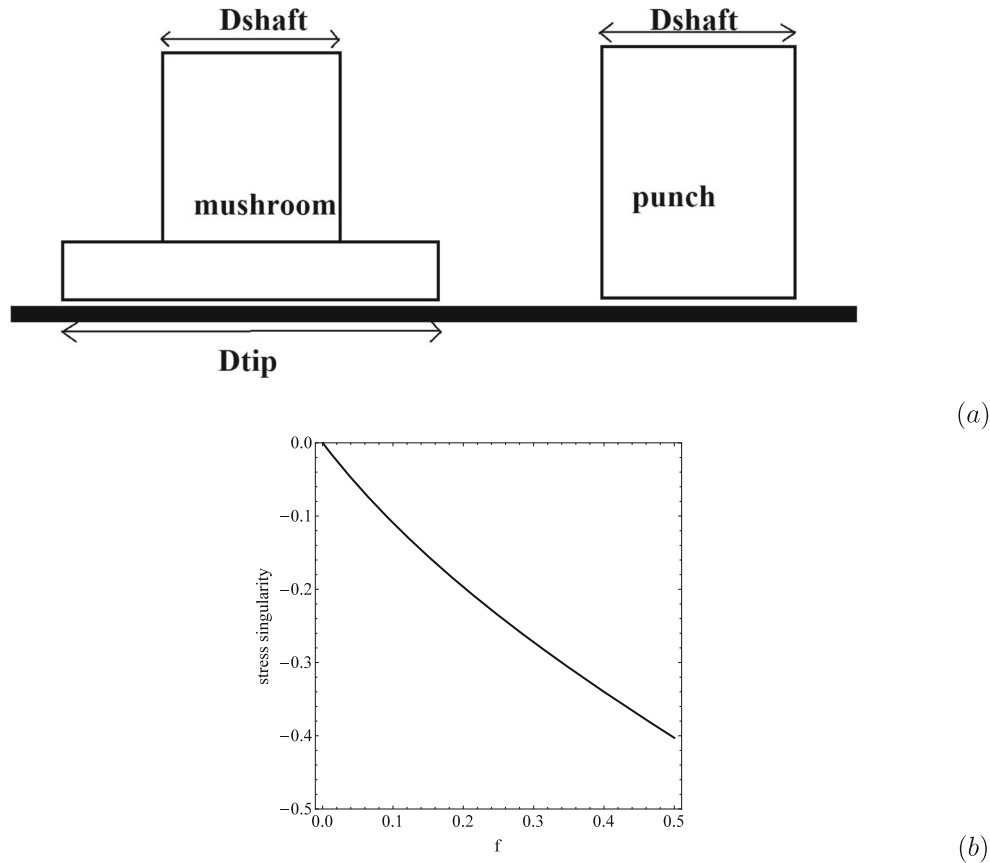 Dshaft Dshaft
mushroom punch
Dtip
(a)
0.0
−0.1
−0.2
−0.3
−0.4
−0.5
stress singularity
0.0 0.1 0.2 0.3 0.4 0.5
f
(b)